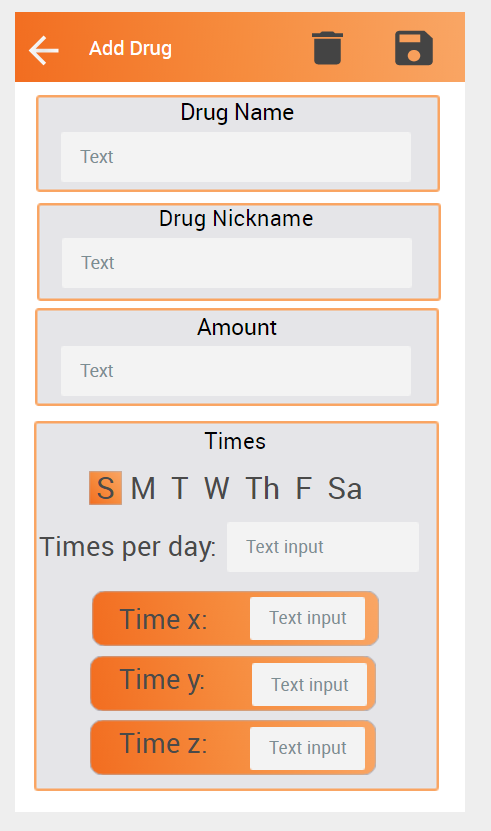 Add Drug
Drug Name
Text
Drug Nickname
Text
Amount
Text
Times
S M T W Th F Sa
Times per day: Text input
Time x: Text input
Time y: Text input
Time z: Text input